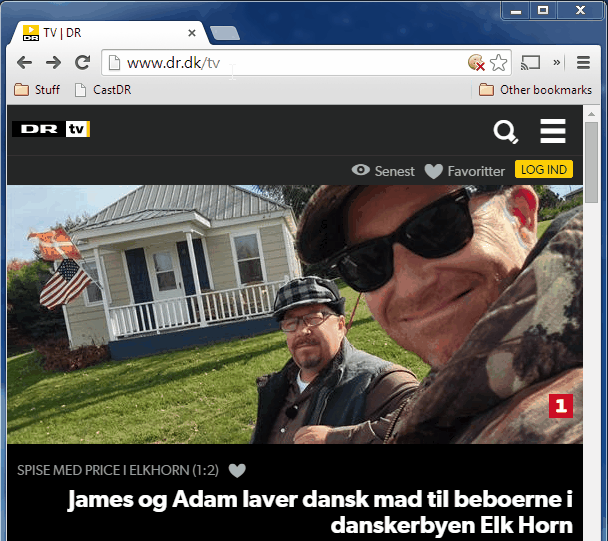 TV | DR
www.dr.dk/tv
Stuff
CastDR
Other bookmarks
DR tv
Senest
Favoritter
LOG IND
1
SPISE MED PRICE I ELKHORN (1:2)
James og Adam laver dansk mad til beboerne i
danskerbyen Elk Horn